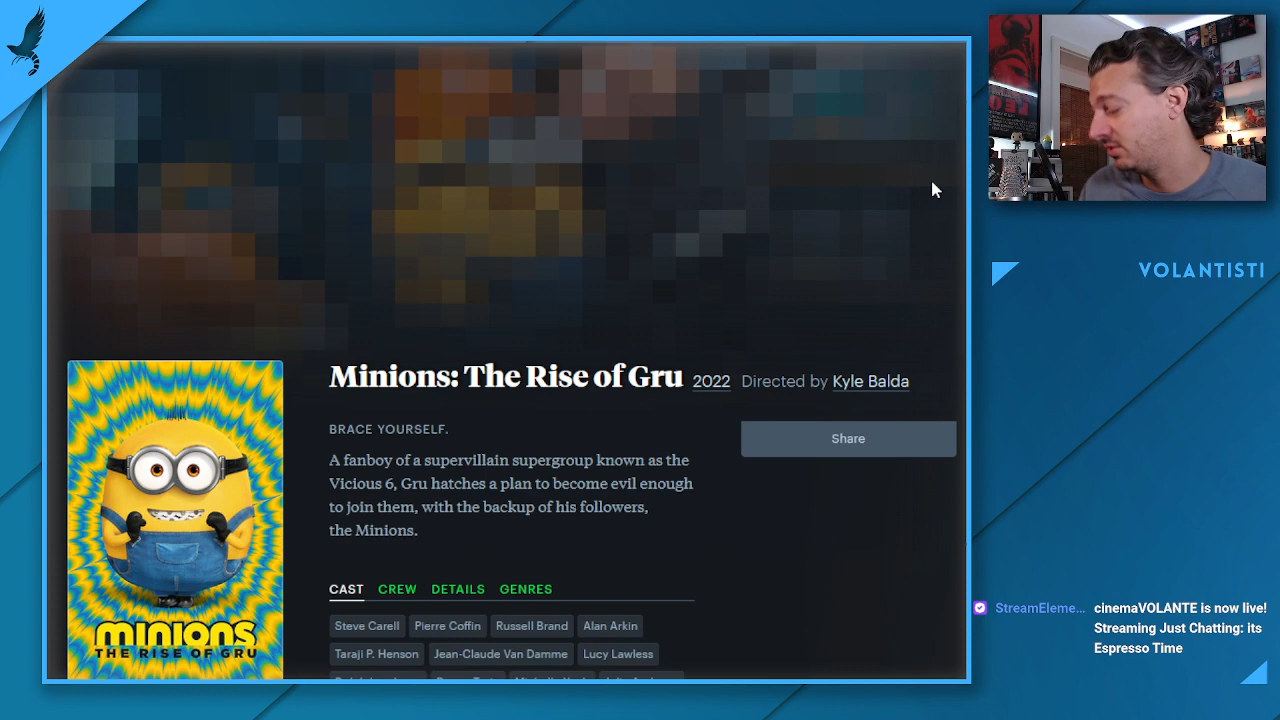 Minions: The Rise of Gru 2022 Directed by Kyle Balda
BRACE YOURSELF.
Share
A fanboy of a supervillain supergroup known as the
Vicious 6, Gru hatches a plan to become evil enough
to join them, with the backup of his followers,
the Minions.
CAST CREW DETAILS GENRES
Steve Carell Pierre Coffin Russell Brand Alan Arkin
Taraji P. Henson Jean-Claude Van Damme Lucy Lawless
minions
THE RISE OF GRU
LEO
VOLANTISTI
StreamEleme... cinemaVOLANTE is now live!
Streaming Just Chatting: its
Espresso Time